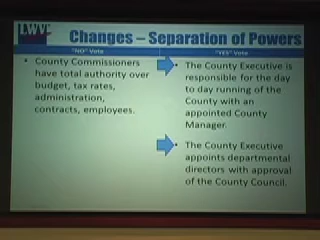 LWV
Changes – Separation of Powers
"NO" Vote
"YES" Vote
• County Commissioners
have total authority over
budget, tax rates,
administration,
contracts, employees.
• The County Executive is
responsible for the day
to day running of the
County with an
appointed County
Manager.
• The County Executive
appoints departmental
directors with approval
of the County Council.